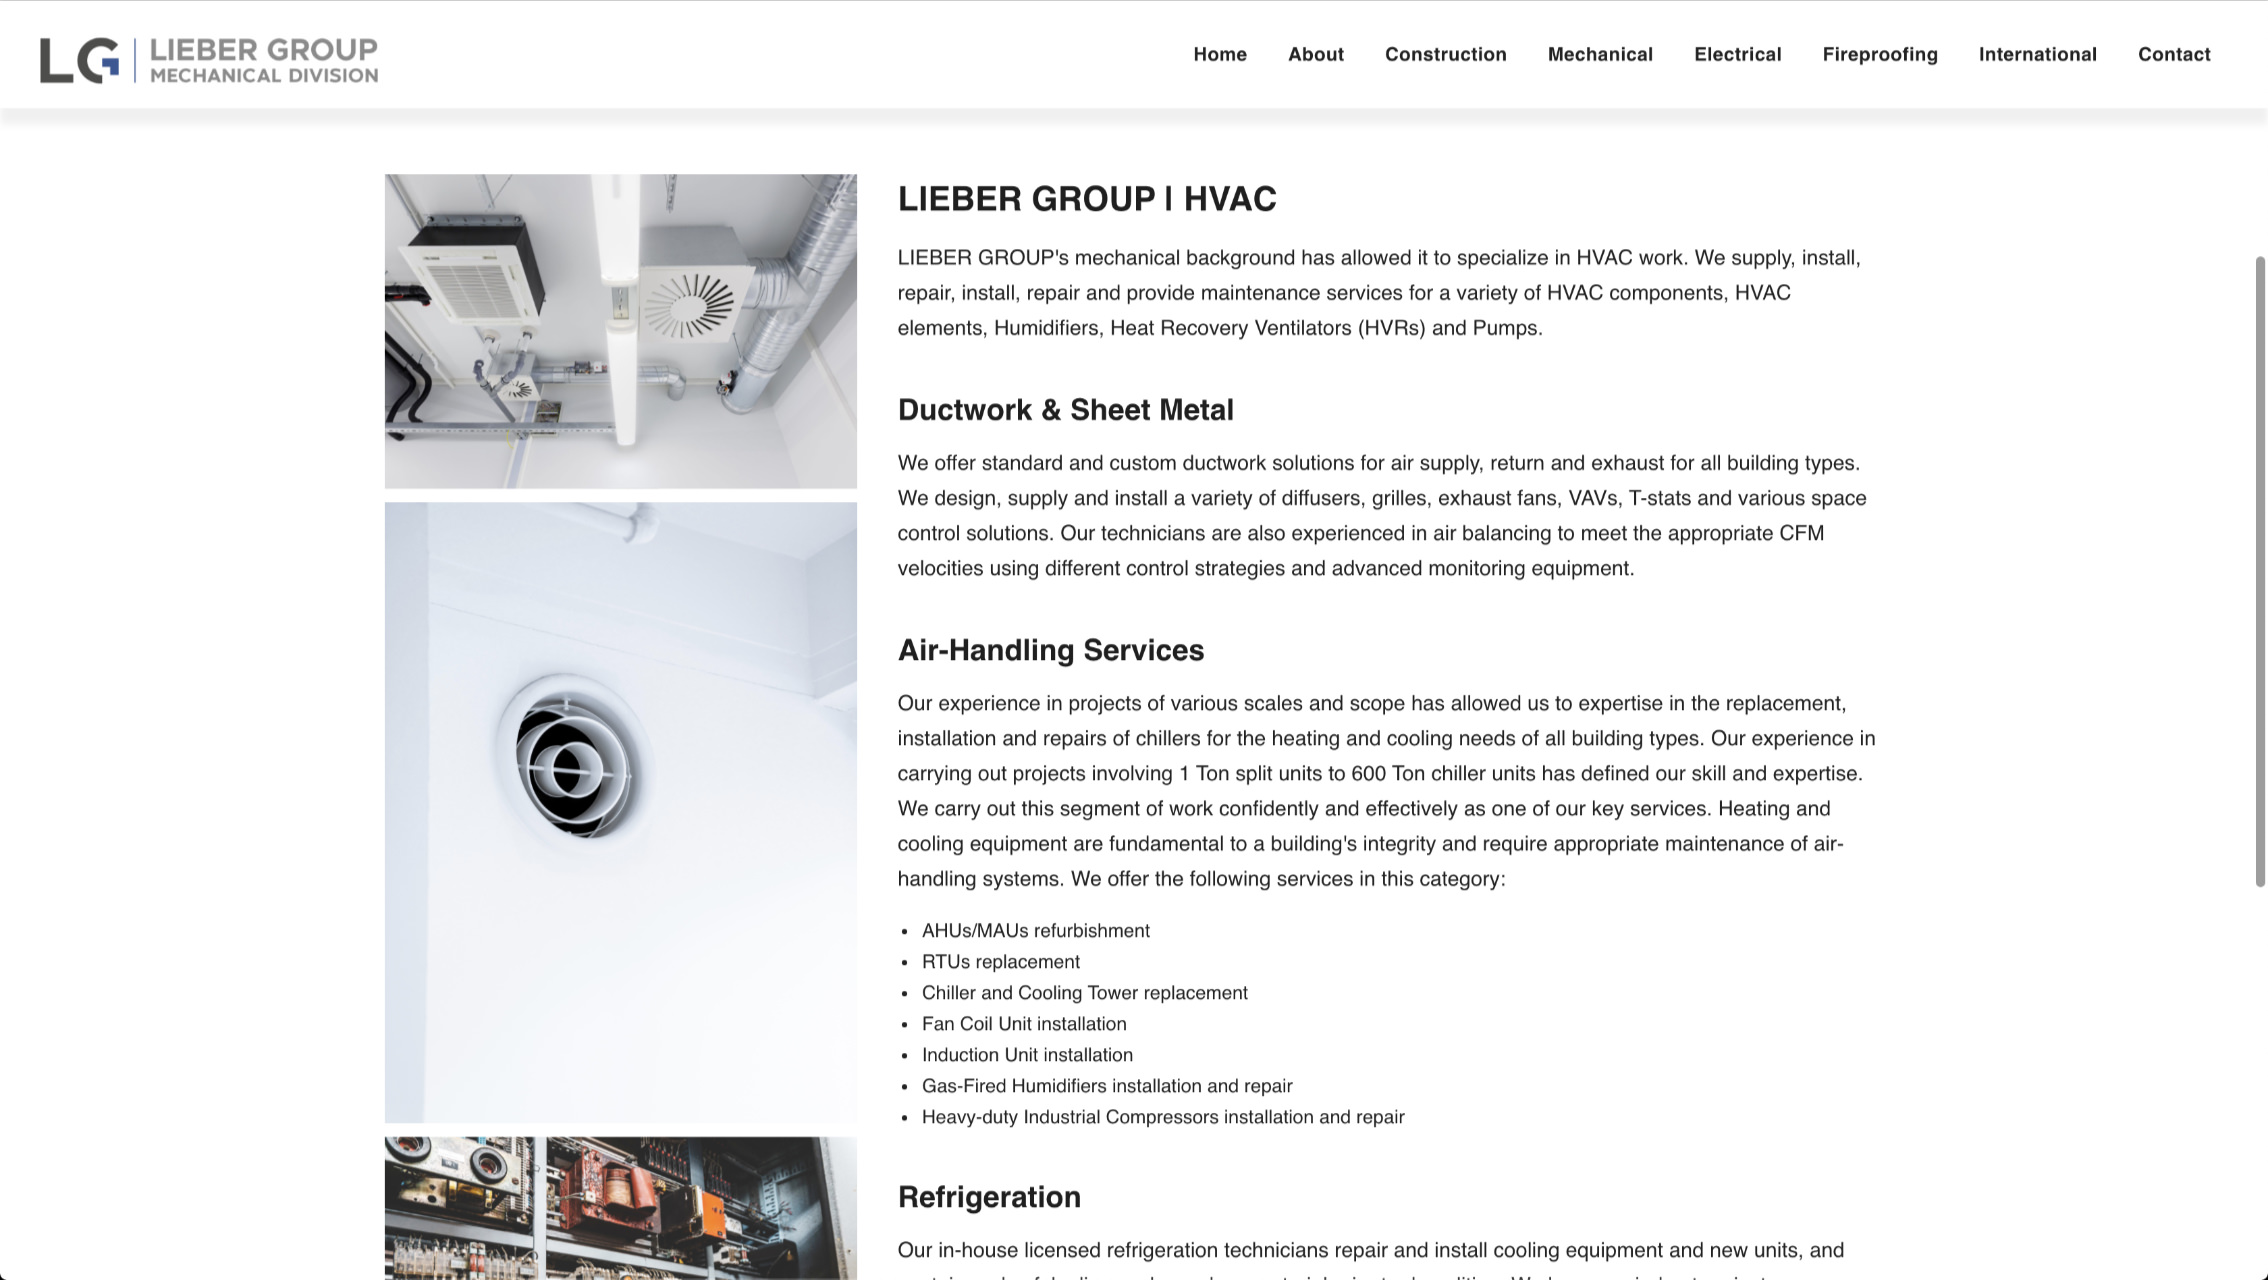 LG LIEBER GROUP
MECHANICAL DIVISION
Home About Construction Mechanical Electrical Fireproofing International Contact
LIEBER GROUP | HVAC
LIEBER GROUP's mechanical background has allowed it to specialize in HVAC work. We supply, install,
repair, install, repair and provide maintenance services for a variety of HVAC components, HVAC
elements, Humidifiers, Heat Recovery Ventilators (HVRs) and Pumps.
Ductwork & Sheet Metal
We offer standard and custom ductwork solutions for air supply, return and exhaust for all building types.
We design, supply and install a variety of diffusers, grilles, exhaust fans, VAVs, T-stats and various space
control solutions. Our technicians are also experienced in air balancing to meet the appropriate CFM
velocities using different control strategies and advanced monitoring equipment.
Air-Handling Services
Our experience in projects of various scales and scope has allowed us to expertise in the replacement,
installation and repairs of chillers for the heating and cooling needs of all building types. Our experience in
carrying out projects involving 1 Ton split units to 600 Ton chiller units has defined our skill and expertise.
We carry out this segment of work confidently and effectively as one of our key services. Heating and
cooling equipment are fundamental to a building's integrity and require appropriate maintenance of air-
handling systems. We offer the following services in this category:
• AHUs/MAUs refurbishment
• RTUs replacement
• Chiller and Cooling Tower replacement
• Fan Coil Unit installation
• Induction Unit installation
• Gas-Fired Humidifiers installation and repair
• Heavy-duty Industrial Compressors installation and repair
Refrigeration
Our in-house licensed refrigeration technicians repair and install cooling equipment and new units, and